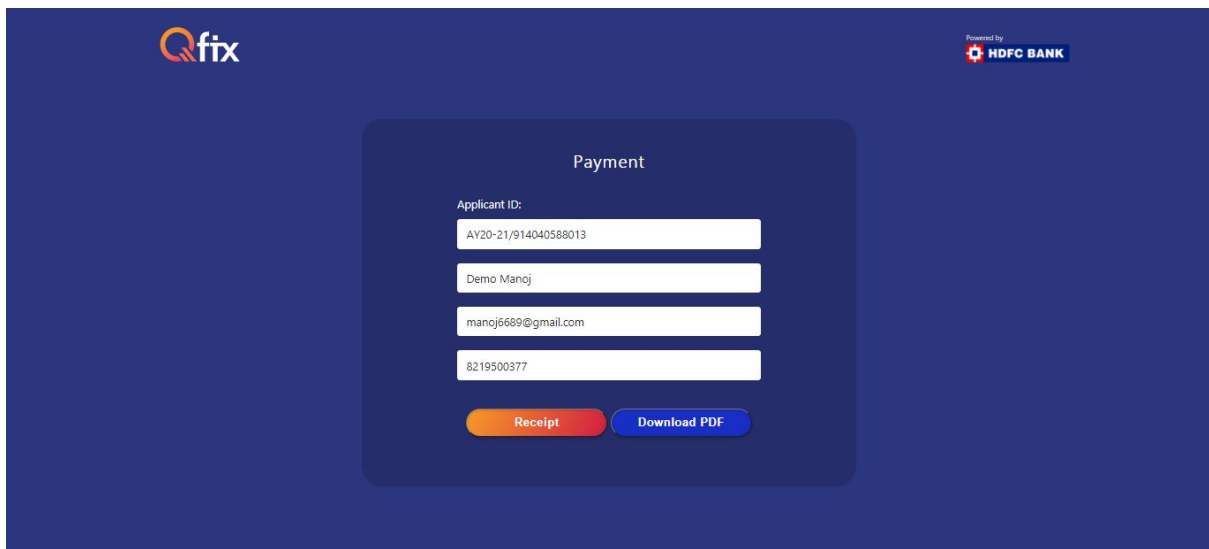 Qfix
Powered by
HDFC BANK
Payment
Applicant ID:
AY20-21/914040588013
Demo Manoj
manoj6689@gmail.com
8219500377
Receipt
Download PDF